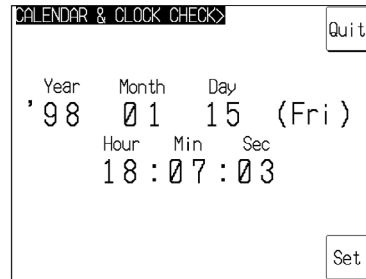 CALENDAR & CLOCK CHECK>
Quit
Year Month Day
'98 01 15 (Fri)
Hour Min Sec
18:07:03
Set